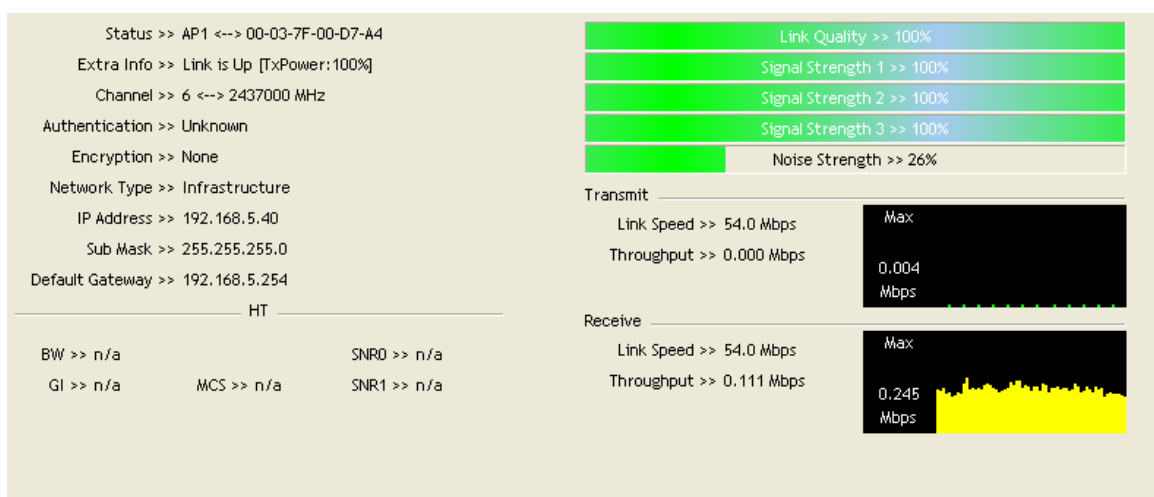 Status >> AP1 <--> 00-03-7F-00-D7-A4
Extra Info >> Link is Up [TxPower:100%]
Channel >> 6 <--> 2437000 MHz
Authentication >> Unknown
Encryption >> None
Network Type >> Infrastructure
IP Address >> 192.168.5.40
Sub Mask >> 255.255.255.0
Default Gateway >> 192.168.5.254
HT
BW >> n/a SNR0 >> n/a
GI >> n/a MCS >> n/a SNR1 >> n/a
Link Quality >> 100%
Signal Strength 1 >> 100%
Signal Strength 2 >> 100%
Signal Strength 3 >> 100%
Noise Strength >> 26%
Transmit
Link Speed >> 54.0 Mbps
Throughput >> 0.000 Mbps
Max
0.004
Mbps
Receive
Link Speed >> 54.0 Mbps
Throughput >> 0.111 Mbps
Max
0.245
Mbps